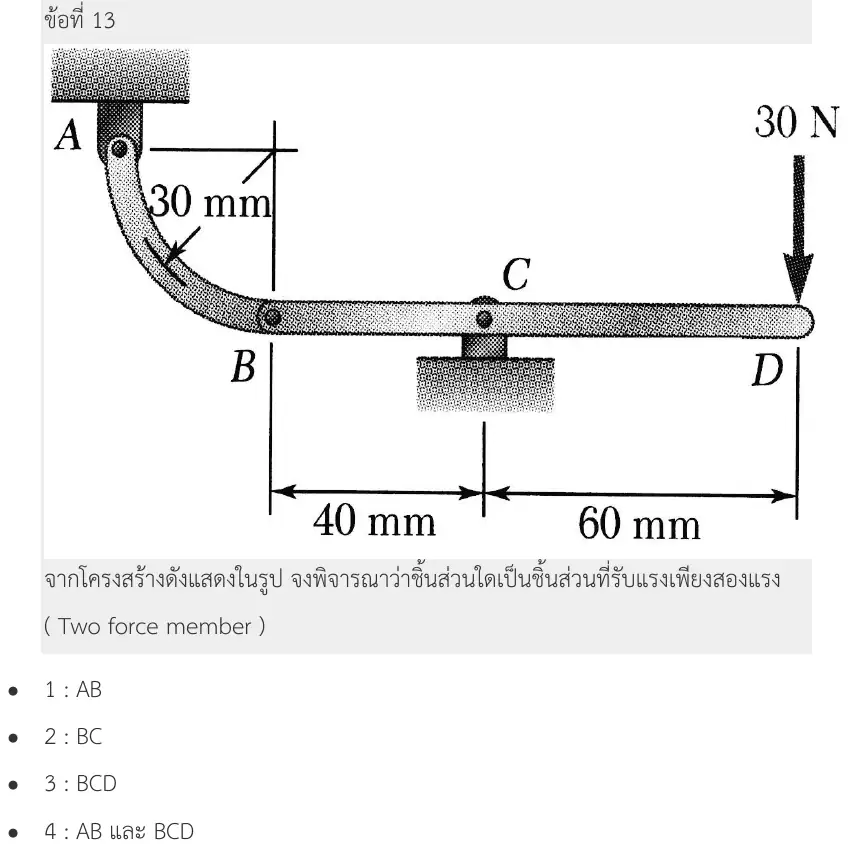 ข้อที่ 13
A
30 N
30 mm
C
B
D
40 mm
60 mm
จากโครงสร้างดังแสดงในรูป จงพิจารณาว่าชิ้นส่วนใดเป็นชิ้นส่วนที่รับแรงเพียงสองแรง
( Two force member )
1 : AB
2 : BC
3 : BCD
4 : AB และ BCD